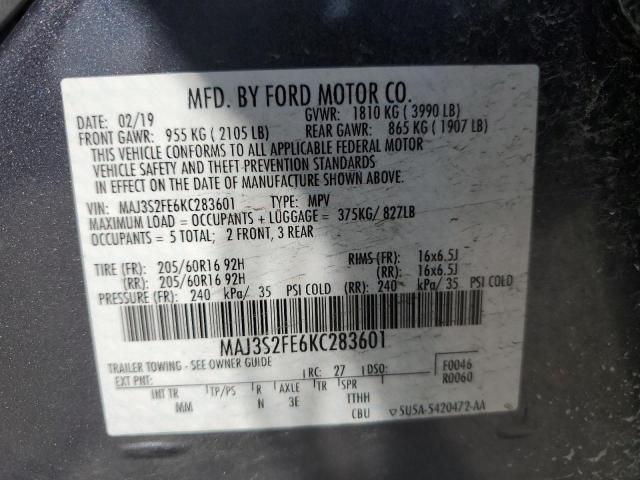 MFD. BY FORD MOTOR CO.
DATE: 02/19 GVWR: 1810 KG ( 3990 LB)
FRONT GAWR: 955 KG ( 2105 LB) REAR GAWR: 865 KG ( 1907 LB)
THIS VEHICLE CONFORMS TO ALL APPLICABLE FEDERAL MOTOR
VEHICLE SAFETY AND THEFT PREVENTION STANDARDS
IN EFFECT ON THE DATE OF MANUFACTURE SHOWN ABOVE.
VIN: MAJ3S2FE6KC283601 TYPE: MPV
MAXIMUM LOAD = OCCUPANTS + LUGGAGE = 375KG/ 827LB
OCCUPANTS = 5 TOTAL; 2 FRONT, 3 REAR
TIRE (FR): 205/60R16 92H RIMS (FR): 16x6.5J
(RR): 205/60R16 92H (RR): 16x6.5J
PRESSURE (FR): 240 kPa/ 35 PSI COLD (RR): 240 kPa/ 35 PSI COLD
MAJ3S2FE6KC283601
TRAILER TOWING - SEE OWNER GUIDE
EXT PNT: RC: 27 DSO: F0046
R0060
INT TR TP/PS R AXLE TR SPR
MM N 3E TTHH
CBU 5U5A-5420472-AA